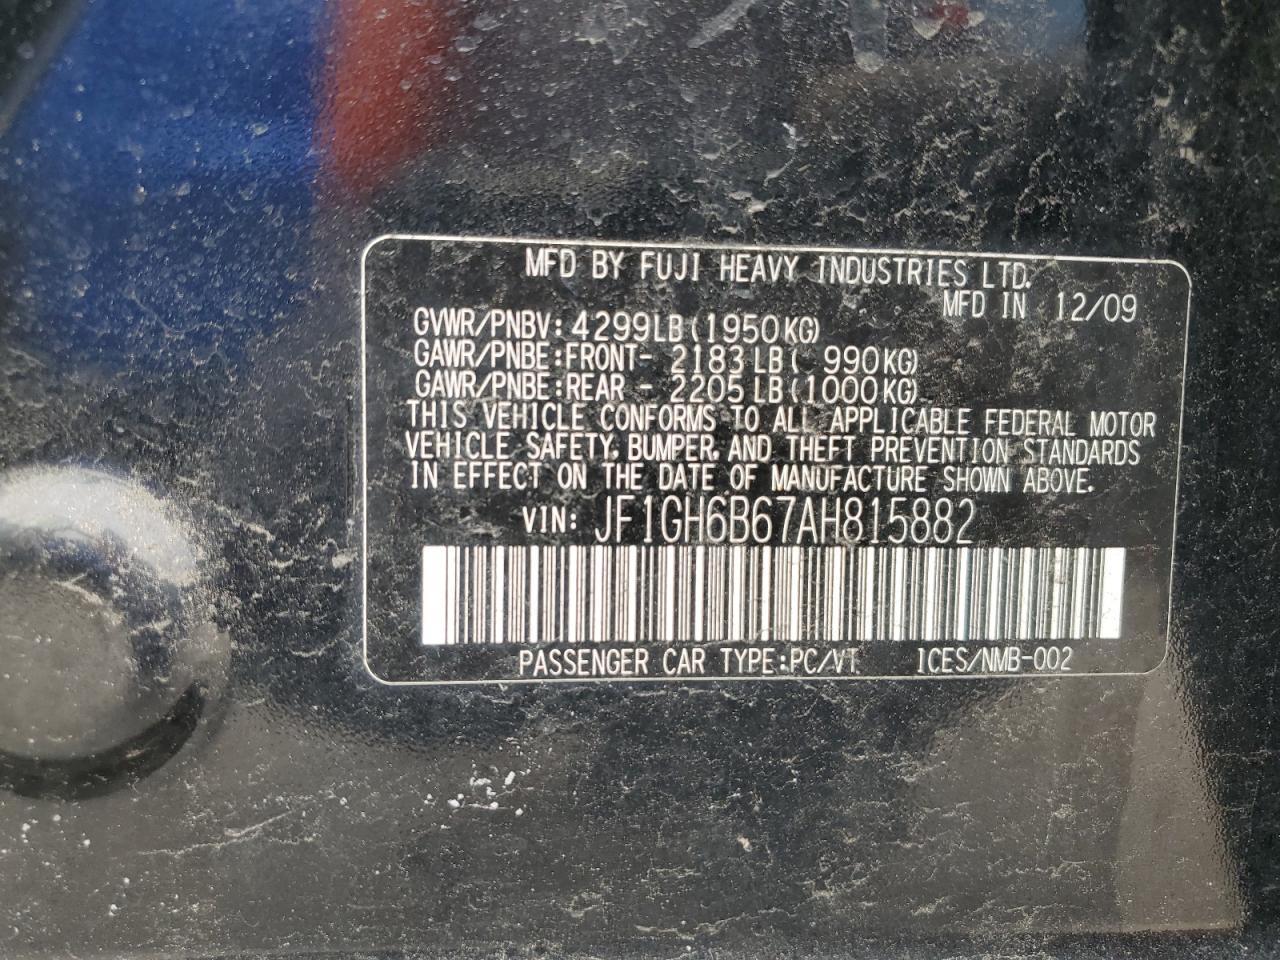 MFD BY FUJI HEAVY INDUSTRIES LTD.
MFD IN 12/09
GVWR/PNBV: 4299LB(1950KG)
GAWR/PNBE:FRONT- 2183LB( 990KG)
GAWR/PNBE:REAR - 2205LB(1000KG)
THIS VEHICLE CONFORMS TO ALL APPLICABLE FEDERAL MOTOR
VEHICLE SAFETY, BUMPER, AND THEFT PREVENTION STANDARDS
IN EFFECT ON THE DATE OF MANUFACTURE SHOWN ABOVE.
VIN: JF1GH6B67AH815882
PASSENGER CAR TYPE:PC/VT. ICES/NMB-002